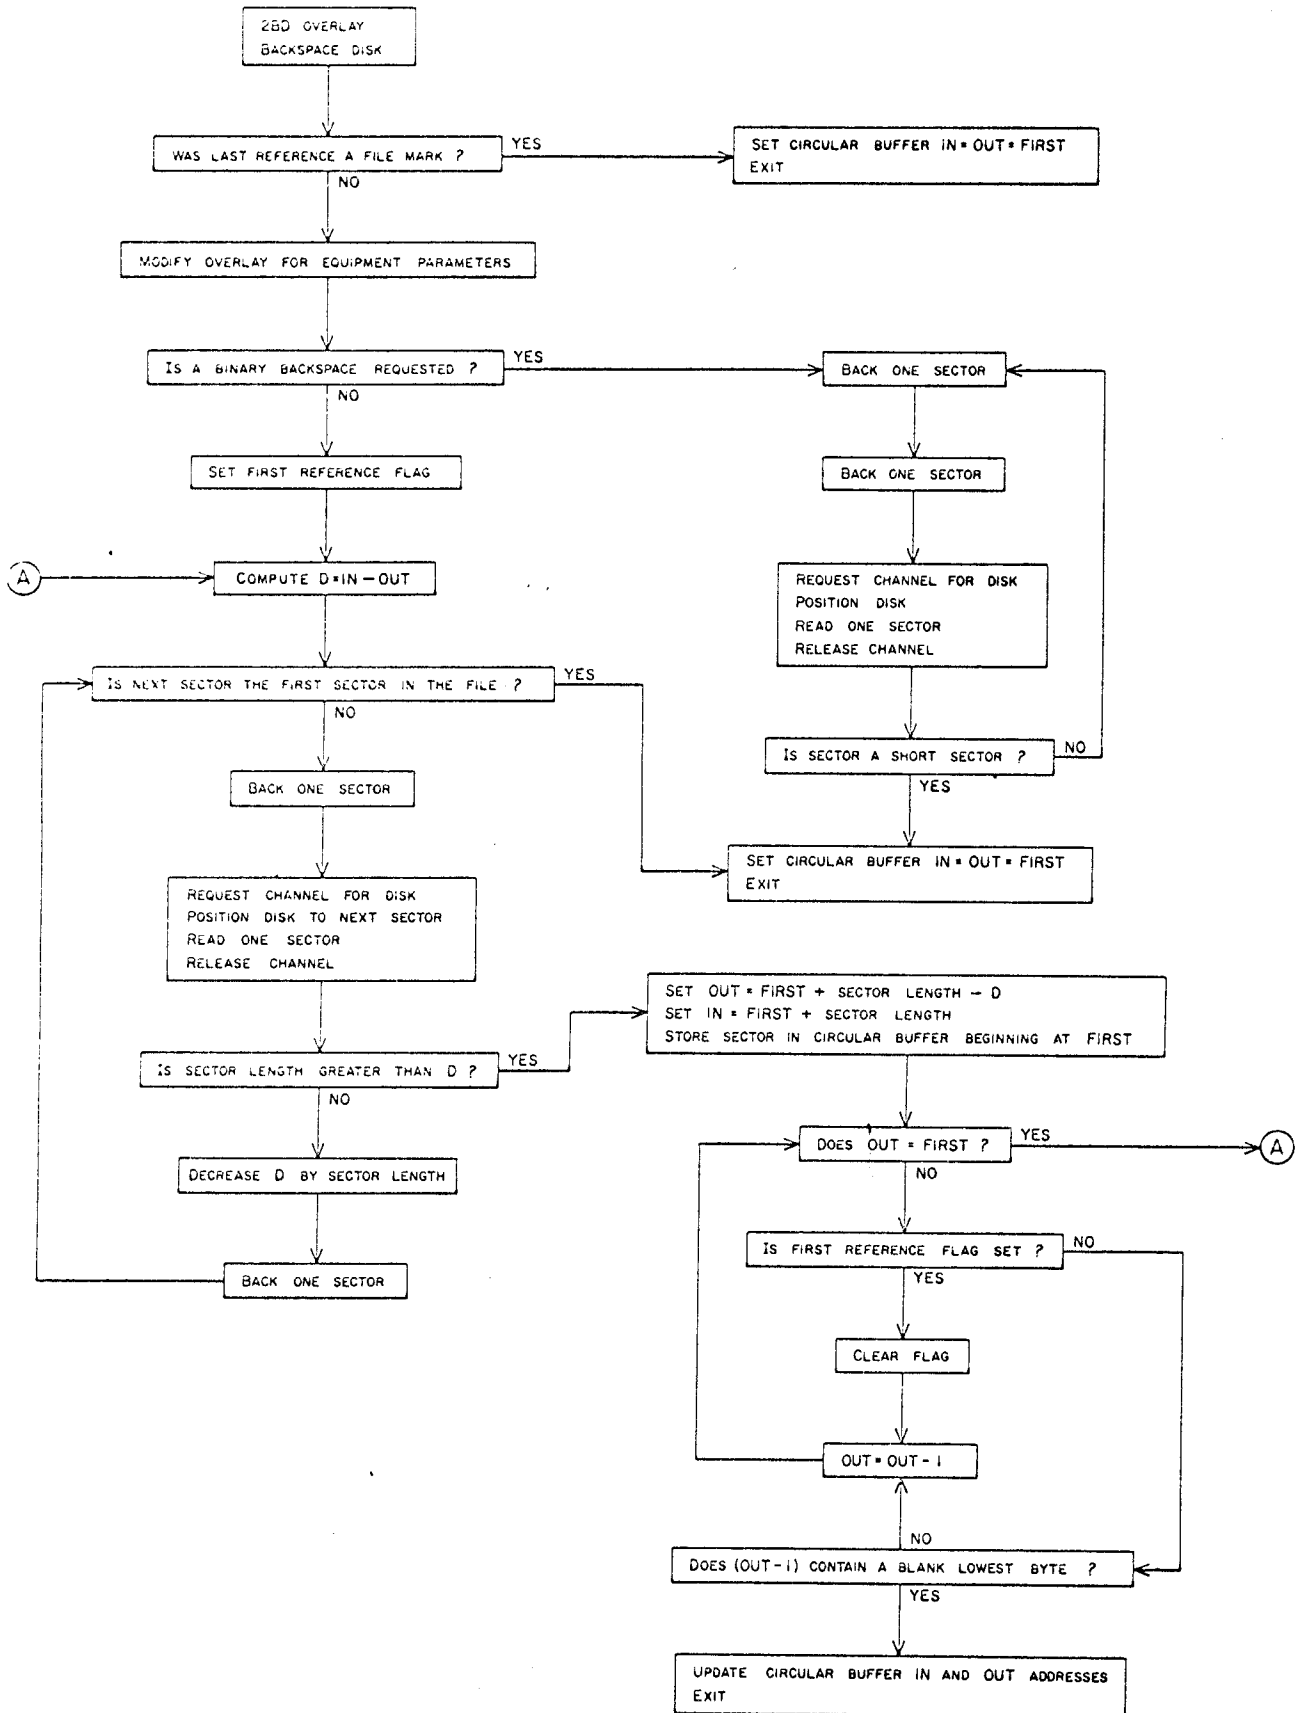 2BD OVERLAY
BACKSPACE DISK
WAS LAST REFERENCE A FILE MARK ?
YES
SET CIRCULAR BUFFER IN = OUT = FIRST
EXIT
NO
MODIFY OVERLAY FOR EQUIPMENT PARAMETERS
IS A BINARY BACKSPACE REQUESTED ?
YES
BACK ONE SECTOR
NO
SET FIRST REFERENCE FLAG
BACK ONE SECTOR
A
COMPUTE D = IN - OUT
REQUEST CHANNEL FOR DISK
POSITION DISK
READ ONE SECTOR
RELEASE CHANNEL
IS NEXT SECTOR THE FIRST SECTOR IN THE FILE ?
YES
NO
IS SECTOR A SHORT SECTOR ?
NO
YES
BACK ONE SECTOR
SET CIRCULAR BUFFER IN = OUT = FIRST
EXIT
REQUEST CHANNEL FOR DISK
POSITION DISK TO NEXT SECTOR
READ ONE SECTOR
RELEASE CHANNEL
SET OUT = FIRST + SECTOR LENGTH - D
SET IN = FIRST + SECTOR LENGTH
STORE SECTOR IN CIRCULAR BUFFER BEGINNING AT FIRST
IS SECTOR LENGTH GREATER THAN D ?
YES
NO
DOES OUT = FIRST ?
YES
A
NO
DECREASE D BY SECTOR LENGTH
IS FIRST REFERENCE FLAG SET ?
NO
YES
BACK ONE SECTOR
CLEAR FLAG
OUT = OUT - 1
NO
DOES (OUT - 1) CONTAIN A BLANK LOWEST BYTE ?
YES
UPDATE CIRCULAR BUFFER IN AND OUT ADDRESSES
EXIT